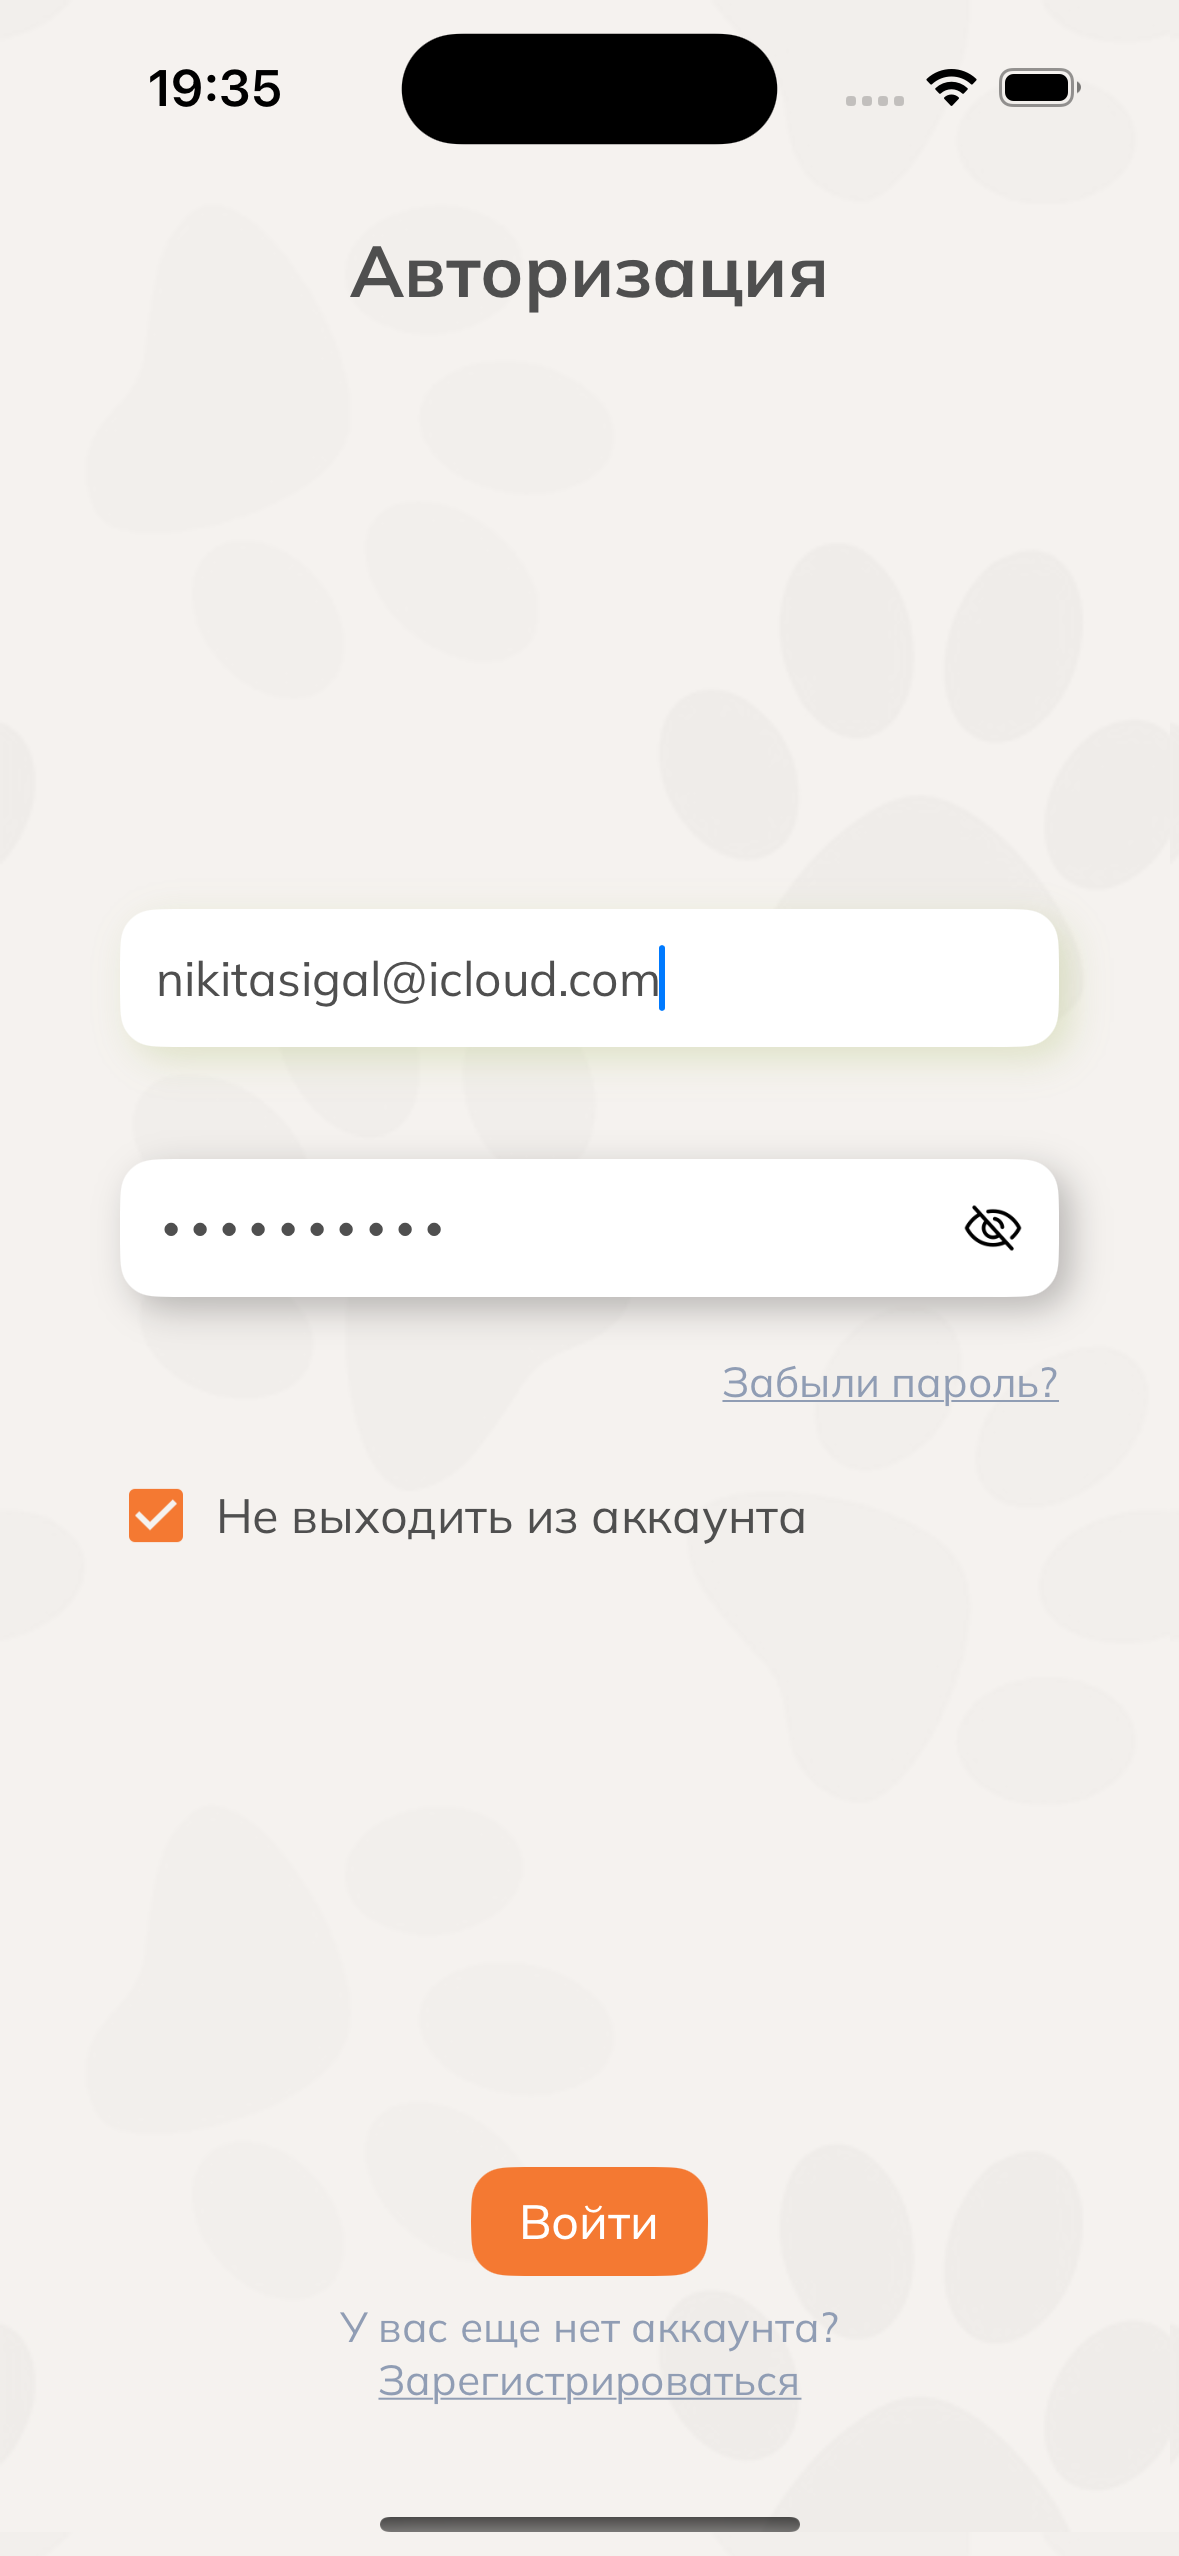 19:35
Авторизация
nikitasigal@icloud.com
••••••••••
Забыли пароль?
Не выходить из аккаунта
Войти
У вас еще нет аккаунта?
Зарегистрироваться